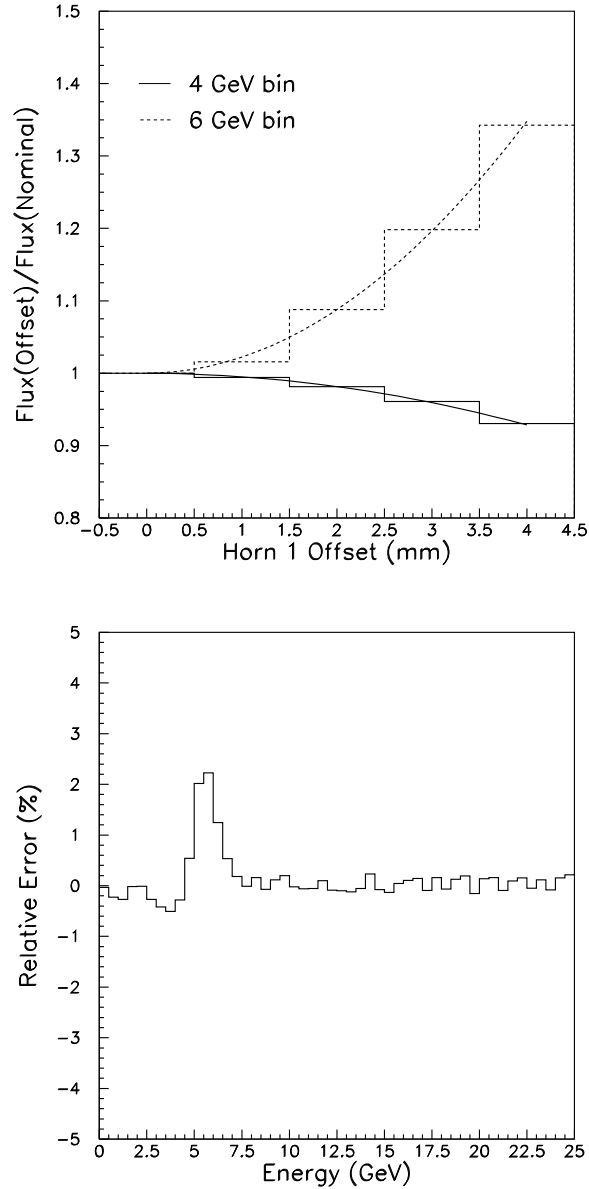 1.5
1.4
1.3
1.2
1.1
1
0.9
0.8
Flux(Offset)/Flux(Nominal)
4 GeV bin
6 GeV bin
−0.5 0 0.5 1 1.5 2 2.5 3 3.5 4 4.5
Horn 1 Offset (mm)
5
4
3
2
1
0
−1
−2
−3
−4
−5
Relative Error (%)
0 2.5 5 7.5 10 12.5 15 17.5 20 22.5 25
Energy (GeV)